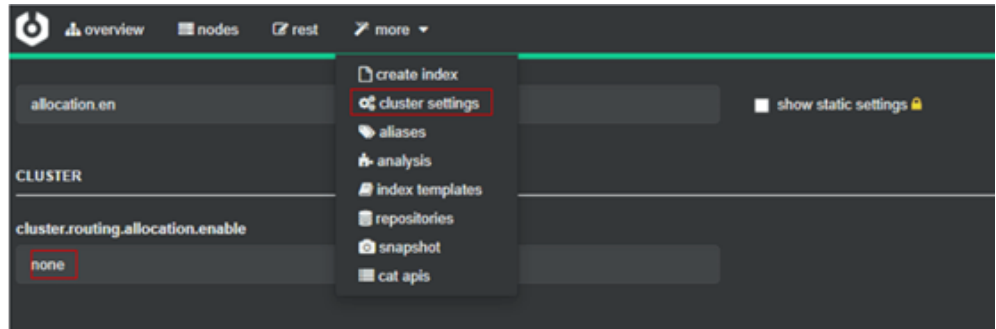 overview nodes rest more
create index
cluster settings
aliases
analysis
index templates
repositories
snapshot
cat apis
allocation.en
show static settings
CLUSTER
cluster.routing.allocation.enable
none